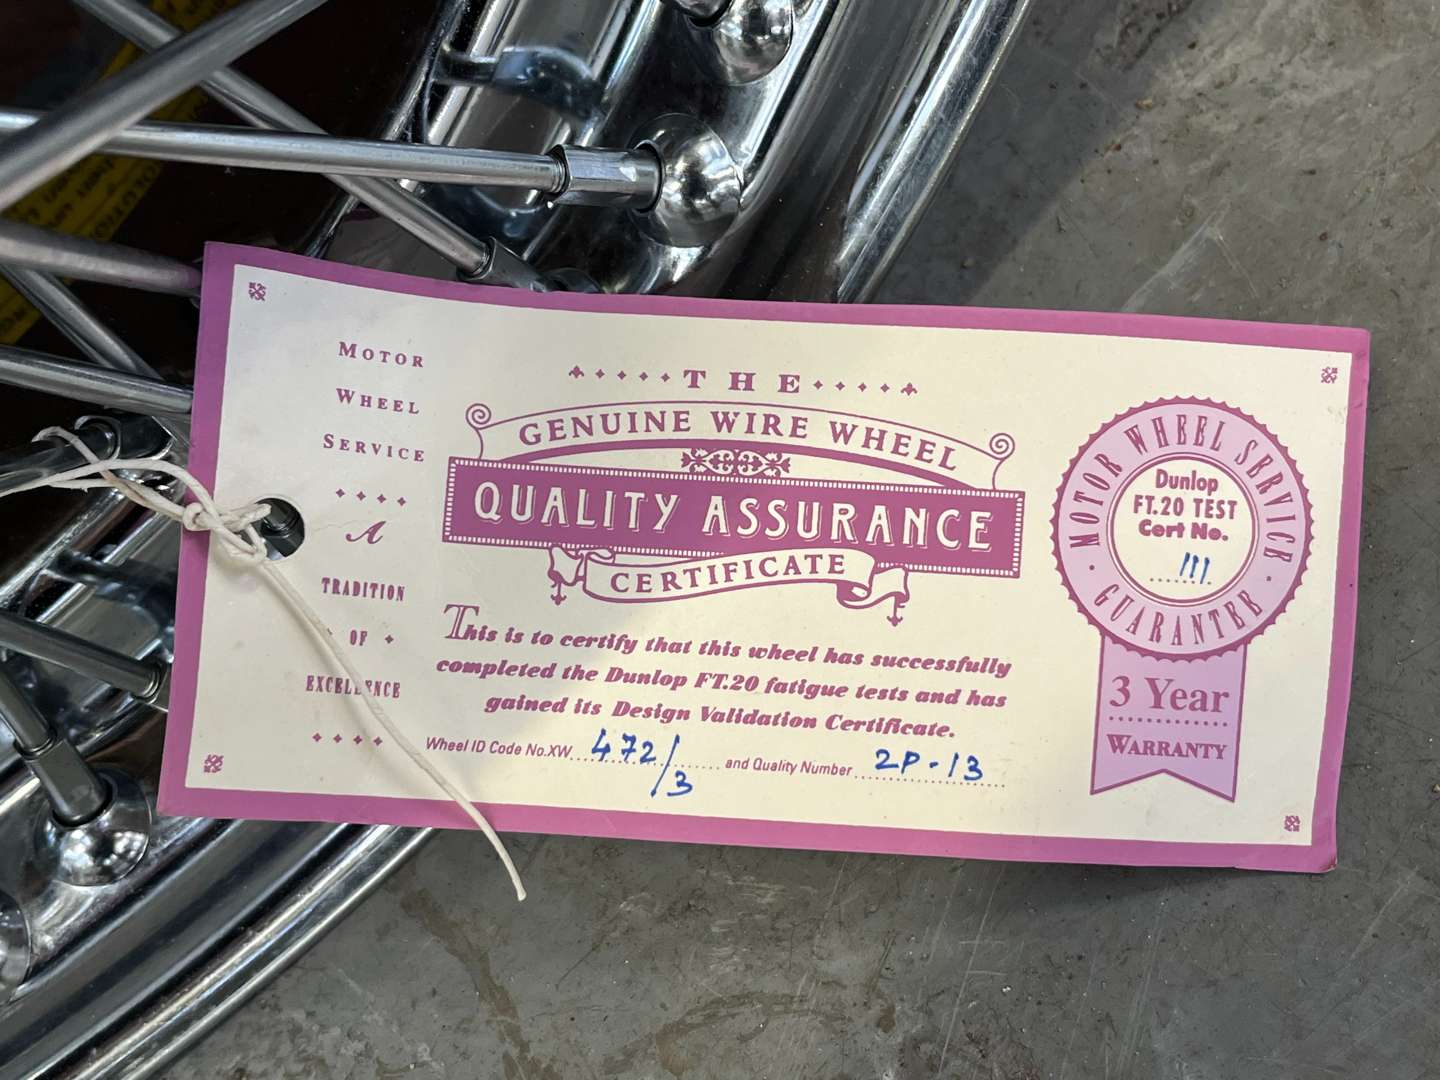 MOTOR
WHEEL
SERVICE
A
TRADITION
OF
EXCELLENCE
THE
GENUINE WIRE WHEEL
QUALITY ASSURANCE
CERTIFICATE
This is to certify that this wheel has successfully
completed the Dunlop FT.20 fatigue tests and has
gained its Design Validation Certificate.
Wheel ID Code No.XW 472/3 and Quality Number 2P-13
MOTOR WHEEL SERVICE
Dunlop
FT.20 TEST
Cert No.
111
GUARANTEE
3 Year
WARRANTY